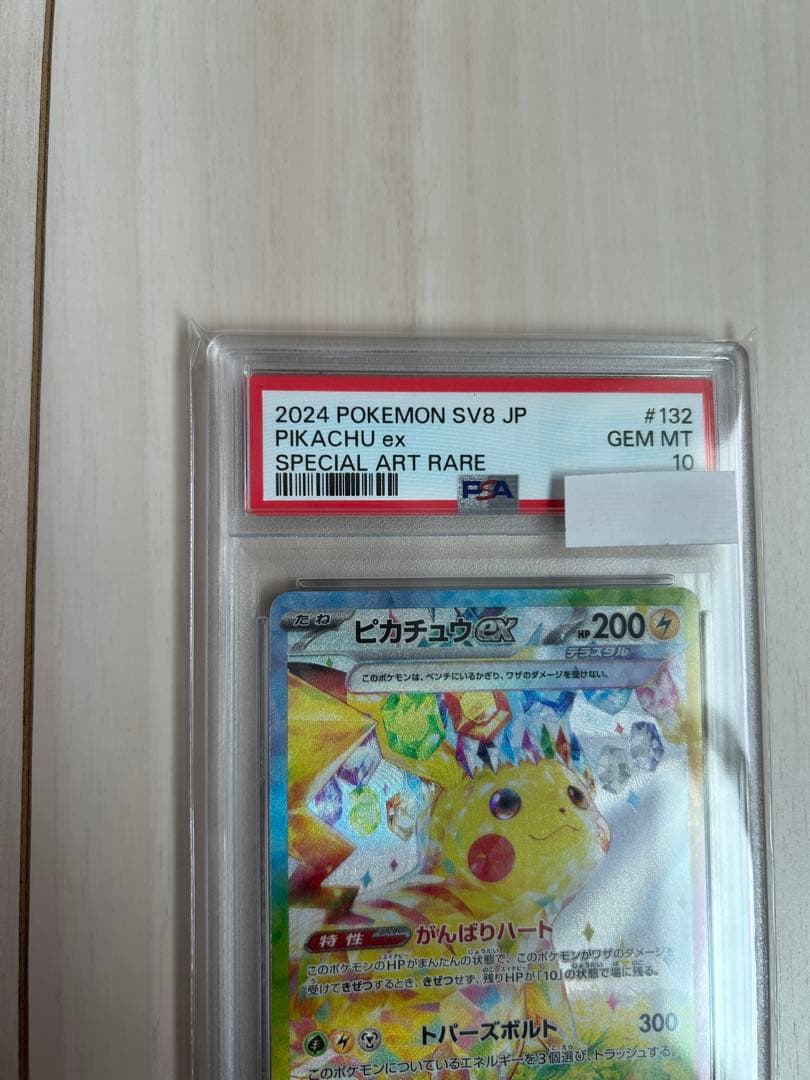 2024 POKEMON SV8 JP #132
PIKACHU ex GEM MT
SPECIAL ART RARE 10
PSA
たね ピカチュウex HP200
テラスタル
このポケモンは、ベンチにいるかぎり、ワザのダメージを受けない。
特性 がんばりハート
このポケモンのHPがまんたんの状態で、このポケモンがワザのダメージを
受けてきぜつするとき、きぜつせず、残りHPが「10」の状態で場に残る。
トパーズボルト 300
このポケモンについているエネルギーを3個選び、トラッシュする。